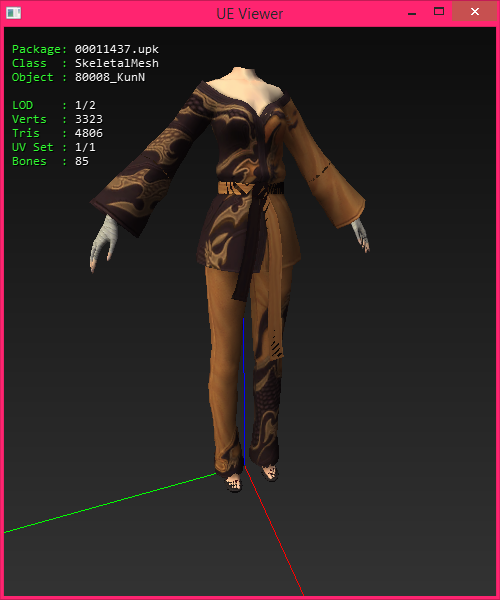 UE Viewer
Package: 00011437.upk
Class  : SkeletalMesh
Object : 80008_KunN
LOD    : 1/2
Verts  : 3323
Tris   : 4806
UV Set : 1/1
Bones  : 85